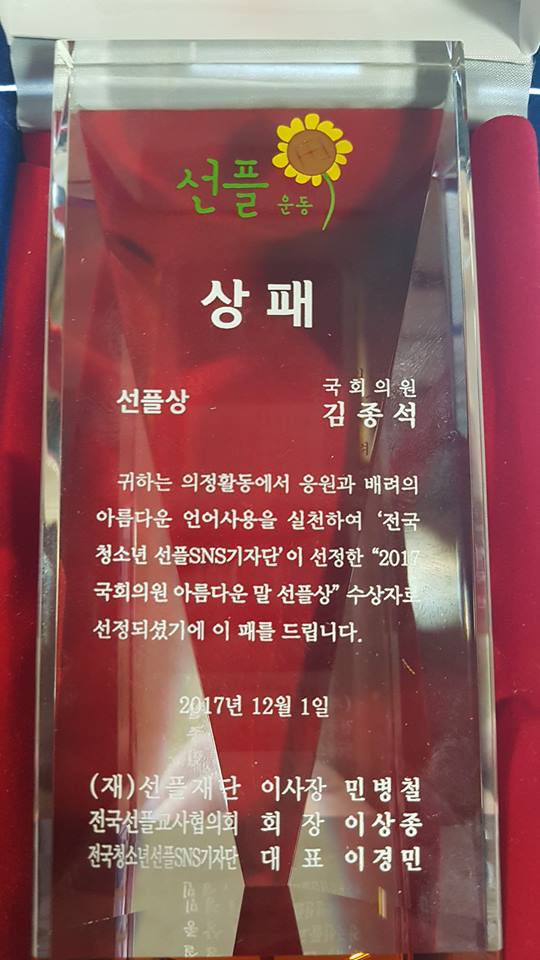 선플
운동
상 패
선플상
국회의원
김종석
귀하는 의정활동에서 응원과 배려의
아름다운 언어사용을 실천하여 '전국
청소년 선플SNS기자단'이 선정한 "2017
국회의원 아름다운 말 선플상" 수상자로
선정되셨기에 이 패를 드립니다.
2017년 12월 1일
(재)선플재단 이사장 민병철
전국선플교사협의회 회 장 이상종
전국청소년선플SNS기자단 대 표 이경민